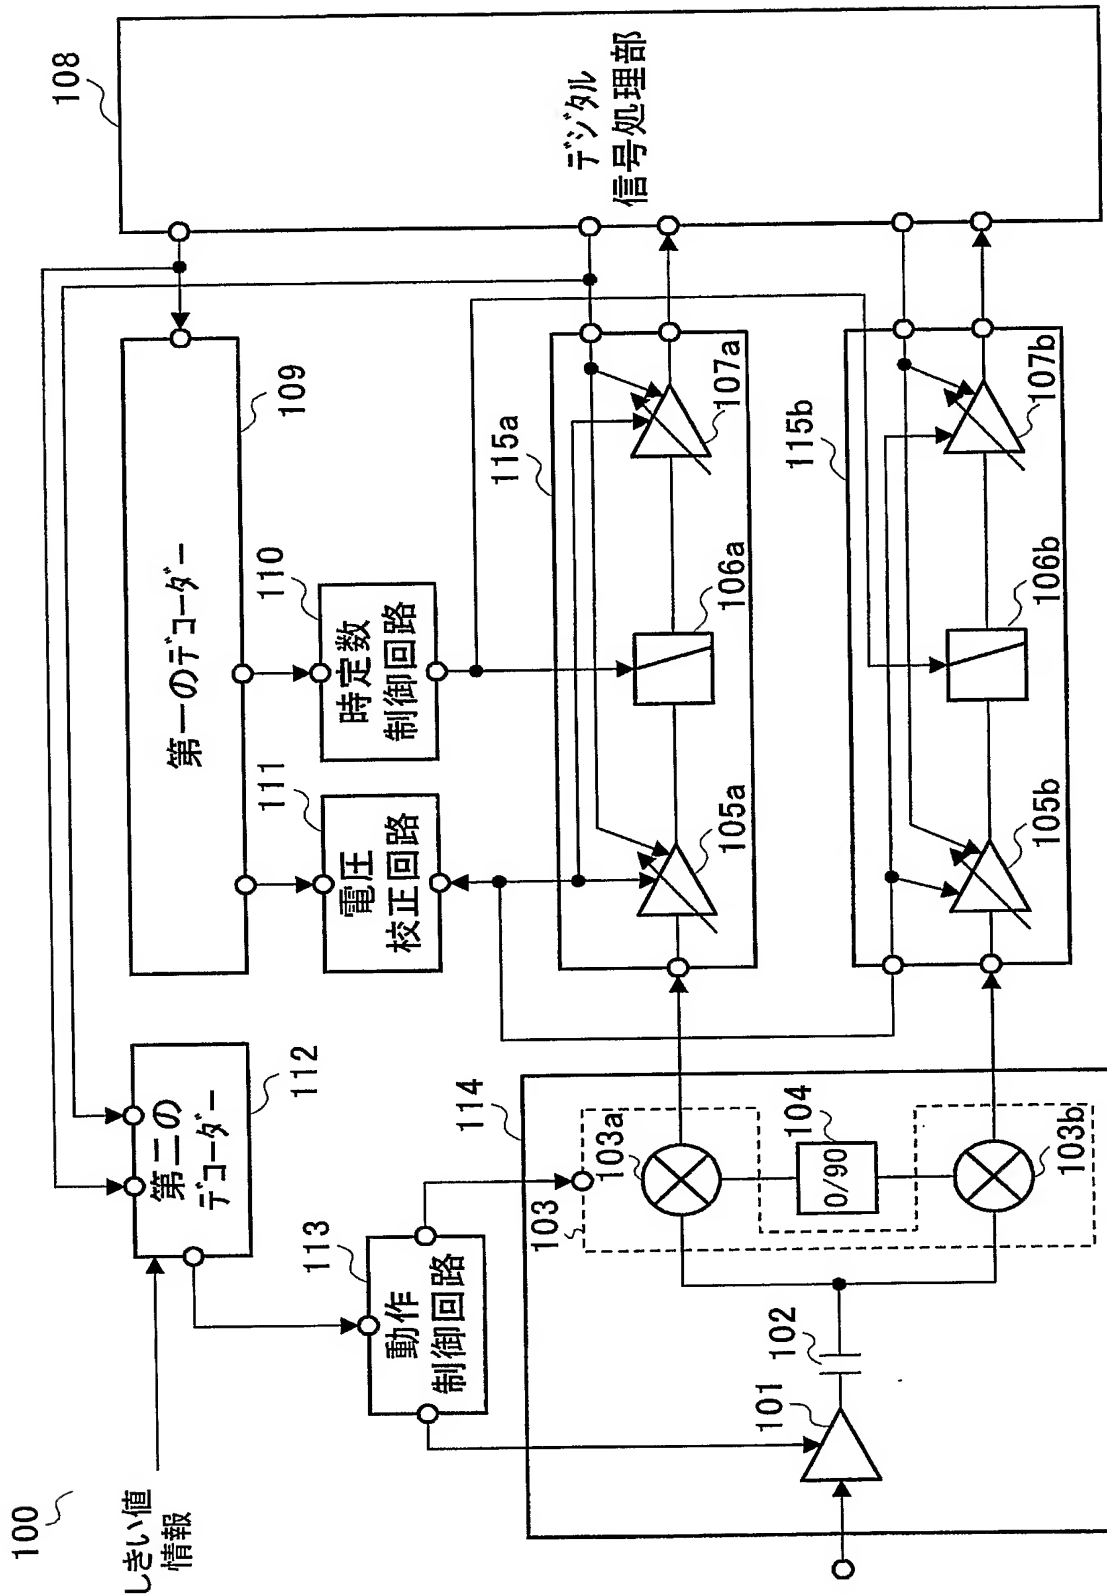 100
しきい値
情報
第二の
デコーダー
112
第一のデコーダー
109
108
デジタル
信号処理部
動作
制御回路
113
電圧
校正回路
111
時定数
制御回路
110
114
103
103a
104
0/90
103b
101
102
115a
105a
106a
107a
115b
105b
106b
107b